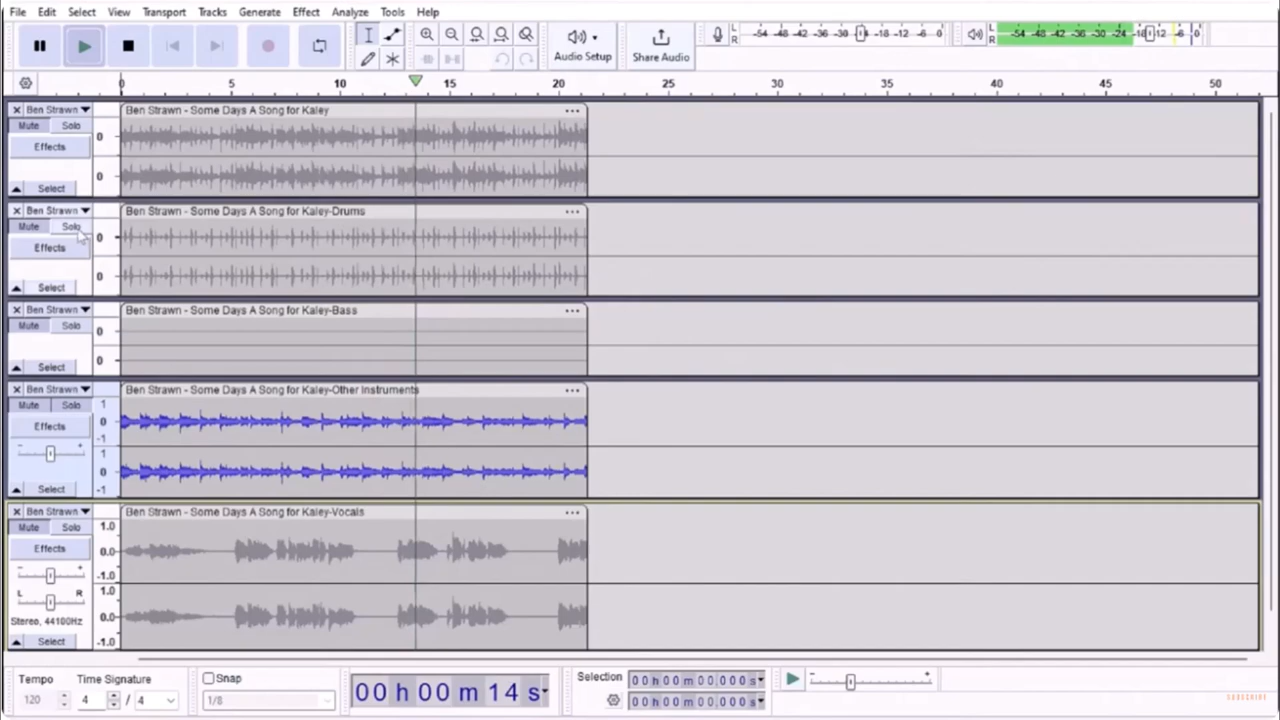 File Edit Select View Transport Tracks Generate Effect Analyze Tools Help
Audio Setup
Share Audio
L
R
-54 -48 -42 -36 -30 -24 -18 -12 -6 0
L
R
-54 -48 -42 -36 -30 -24 -18 -12 -6 0
0 5 10 15 20 25 30 35 40 45 50
Ben Strawn
Mute Solo
Effects
Select
0
0
Ben Strawn - Some Days A Song for Kaley
Ben Strawn
Mute Solo
Effects
Select
0
0
Ben Strawn - Some Days A Song for Kaley-Drums
Ben Strawn
Mute Solo
Select
0
0
Ben Strawn - Some Days A Song for Kaley-Bass
Ben Strawn
Mute Solo
Effects
- +
Select
1
0
-1
1
0
-1
Ben Strawn - Some Days A Song for Kaley-Other Instruments
Ben Strawn
Mute Solo
Effects
- +
L R
Stereo, 44100Hz
Select
1.0
0.0
-1.0
1.0
0.0
-1.0
Ben Strawn - Some Days A Song for Kaley-Vocals
Tempo
120
Time Signature
4 / 4
Snap
1/8
00 h 00 m 14 s
Selection
00 h 00 m 00.000 s
00 h 00 m 00.000 s
- +
SUBSCRIBE